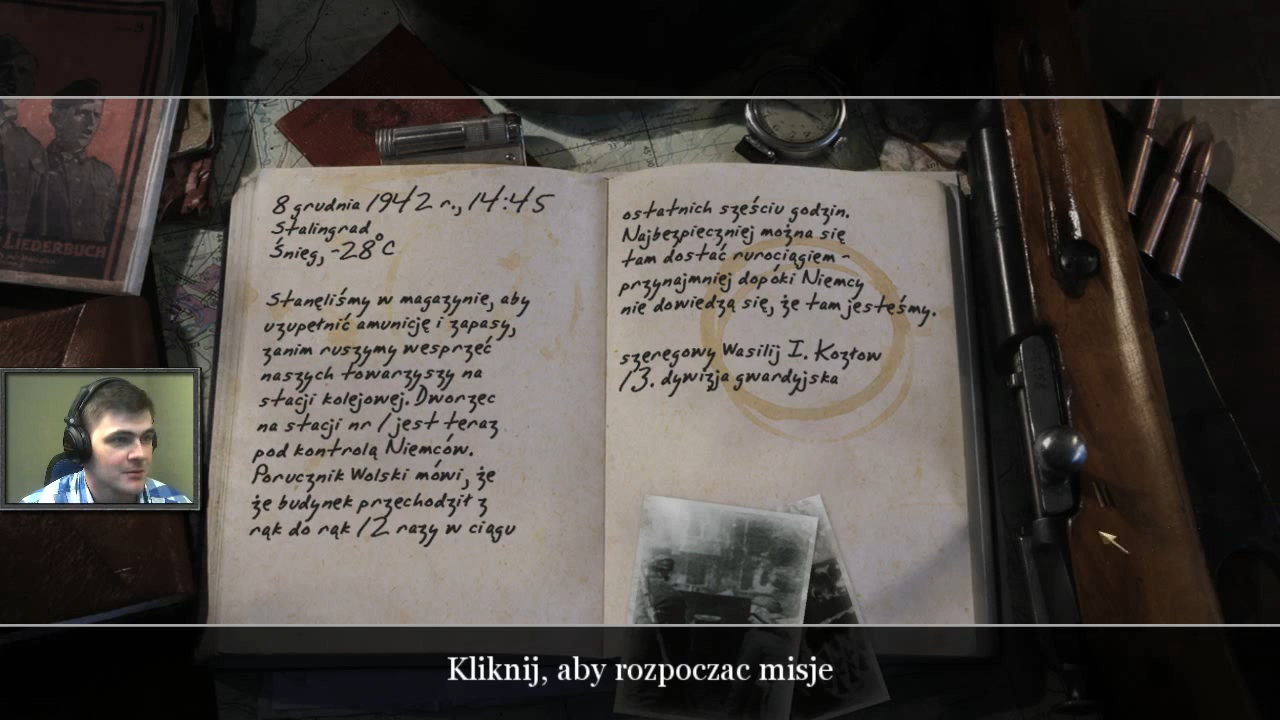 LIEDERBUCH
8 grudnia 1942 r., 14:45
Stalingrad
Śnieg, -28°C
Stanęliśmy w magazynie, aby
uzupełnić amunicję i zapasy,
zanim ruszymy wesprzeć
naszych towarzyszy na
stacji kolejowej. Dworzec
na stacji nr 1 jest teraz
pod kontrolą Niemców.
Porucznik Wolski mówi, że
że budynek przechodził z
rąk do rąk 12 razy w ciągu
ostatnich sześciu godzin.
Najbezpieczniej można się
tam dostać rurociągiem -
przynajmniej dopóki Niemcy
nie dowiedzą się, że tam jesteśmy.
szeregowy Wasilij I. Kozłow
13. dywizja gwardyjska
Kliknij, aby rozpoczac misje